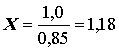 X = 1,0/0,85 = 1,18